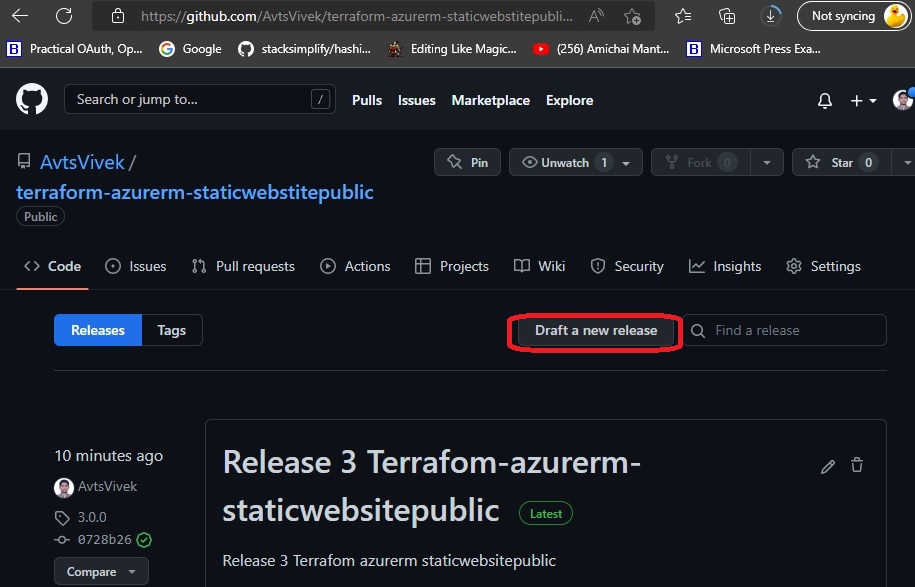 https://github.com/AvtsVivek/terraform-azurerm-staticwebstitepubli...
Not syncing
Practical OAuth, Op...
Google
stacksimplify/hashi...
Editing Like Magic...
(256) Amichai Mant...
Microsoft Press Exa...
Search or jump to...
/
Pulls
Issues
Marketplace
Explore
AvtsVivek /
Pin
Unwatch 1
Fork 0
Star 0
terraform-azurerm-staticwebstitepublic
Public
Code
Issues
Pull requests
Actions
Projects
Wiki
Security
Insights
Settings
Releases
Tags
Draft a new release
Find a release
10 minutes ago
AvtsVivek
3.0.0
0728b26
Compare
Release 3 Terrafom-azurerm-
staticwebsitepublic
Latest
Release 3 Terrafom azurerm staticwebsitepublic